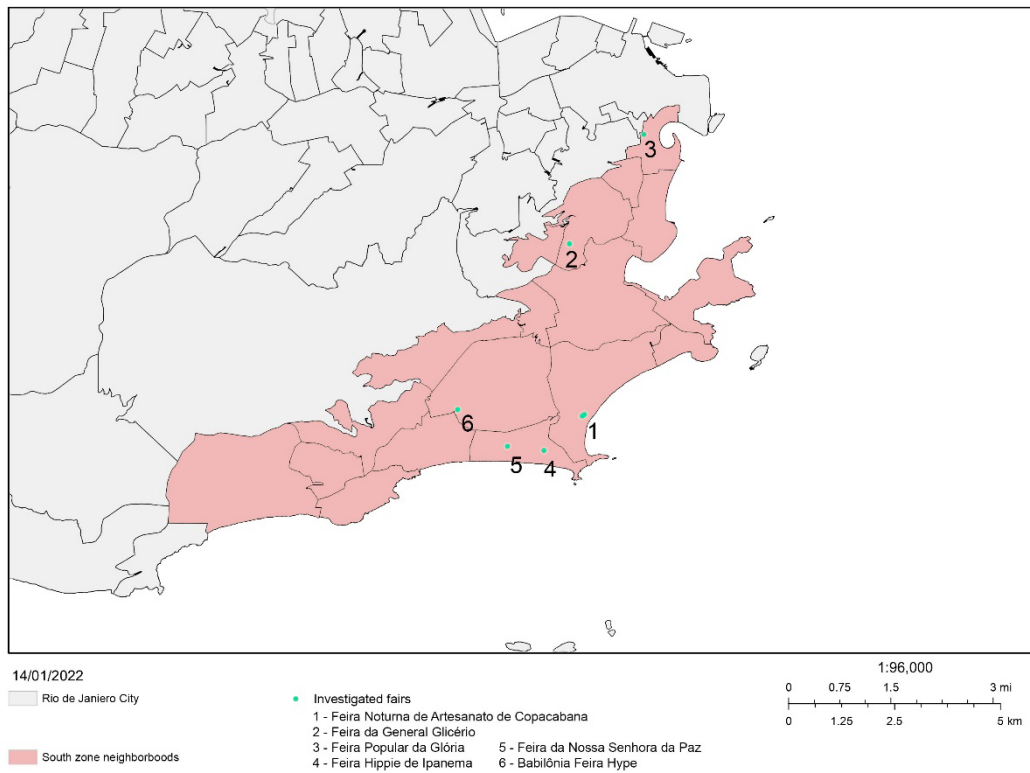 3
2
6
1
5
4
14/01/2022
1:96,000
Rio de Janiero City
Investigated fairs
0 0.75 1.5 3 mi
1 - Feira Noturna de Artesanato de Copacabana
0 1.25 2.5 5 km
2 - Feira da General Glicério
3 - Feira Popular da Glória 5 - Feira da Nossa Senhora da Paz
South zone neighborboods
4 - Feira Hippie de Ipanema 6 - Babilônia Feira Hype